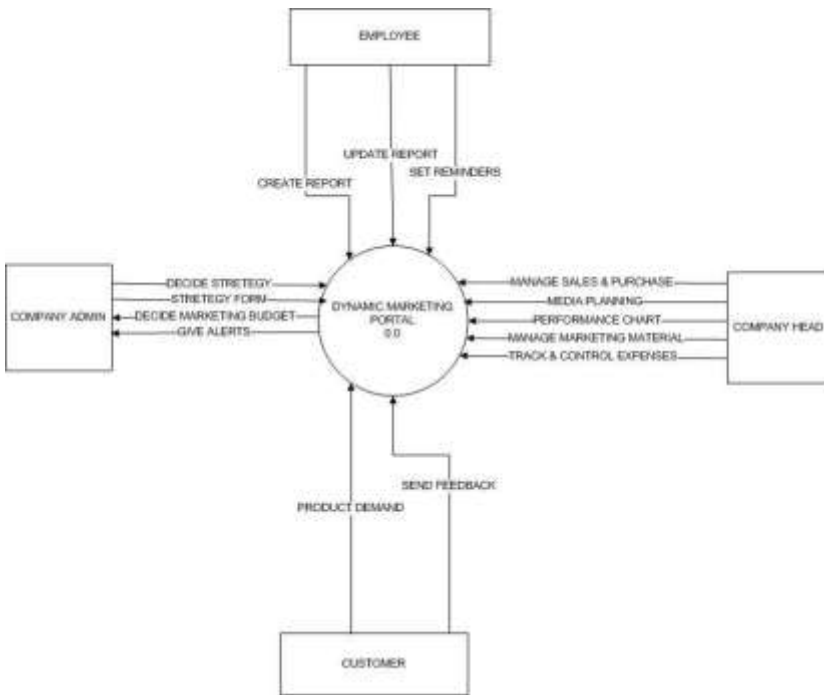 EMPLOYEE
UPDATE REPORT
SET REMINDERS
CREATE REPORT
DECIDE STRETEGY
STRETEGY FORM
DECIDE MARKETING BUDGET
GIVE ALERTS
COMPANY ADMIN
DYNAMIC MARKETING
PORTAL
0.0
MANAGE SALES & PURCHASE
MEDIA PLANNING
PERFORMANCE CHART
MANAGE MARKETING MATERIAL
TRACK & CONTROL EXPENSES
COMPANY HEAD
SEND FEEDBACK
PRODUCT DEMAND
CUSTOMER